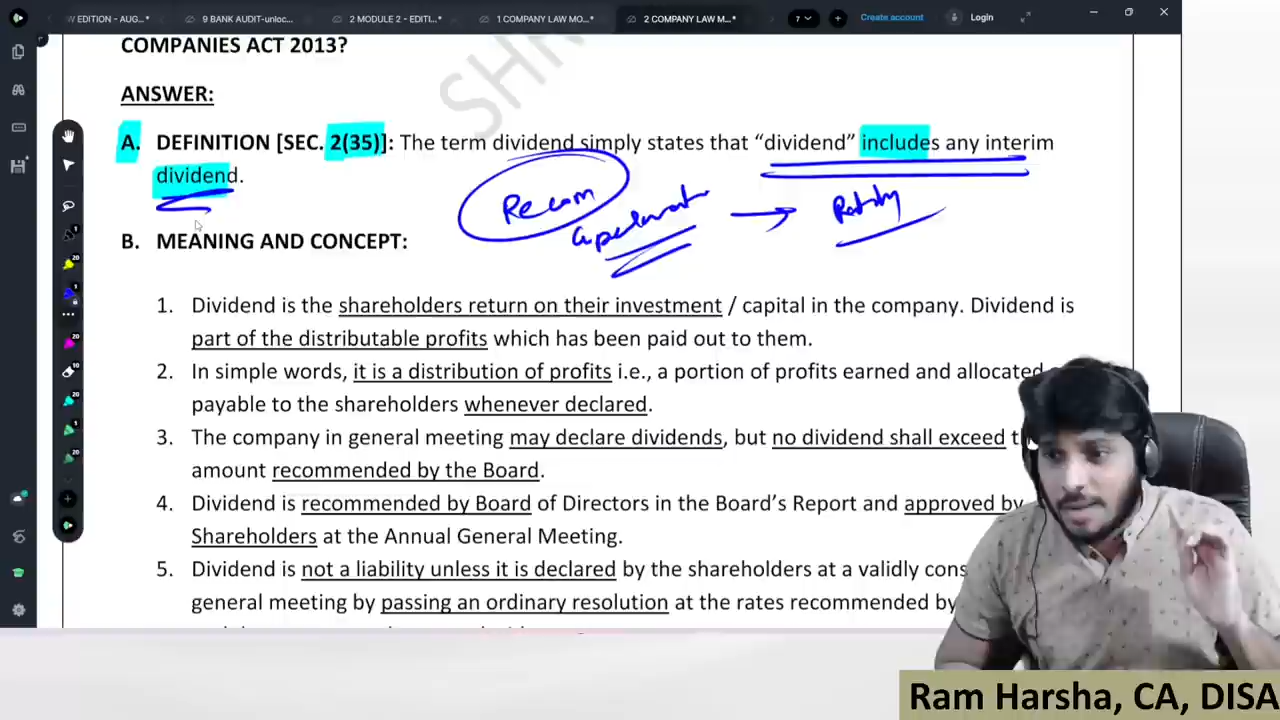 W EDITION - AUG...* 9 BANK AUDIT-unloc... 2 MODULE 2 - EDITI...* 1 COMPANY LAW MO...* 2 COMPANY LAW M...* 7 Create account Login
COMPANIES ACT 2013?
ANSWER:
A. DEFINITION [SEC. 2(35)]: The term dividend simply states that “dividend” includes any interim
dividend.
Recom
B. MEANING AND CONCEPT:
1. Dividend is the shareholders return on their investment / capital in the company. Dividend is
part of the distributable profits which has been paid out to them.
2. In simple words, it is a distribution of profits i.e., a portion of profits earned and allocated
payable to the shareholders whenever declared.
3. The company in general meeting may declare dividends, but no dividend shall exceed
amount recommended by the Board.
4. Dividend is recommended by Board of Directors in the Board’s Report and approved by
Shareholders at the Annual General Meeting.
5. Dividend is not a liability unless it is declared by the shareholders at a validly
general meeting by passing an ordinary resolution at the rates recommended by
Ram Harsha, CA, DISA